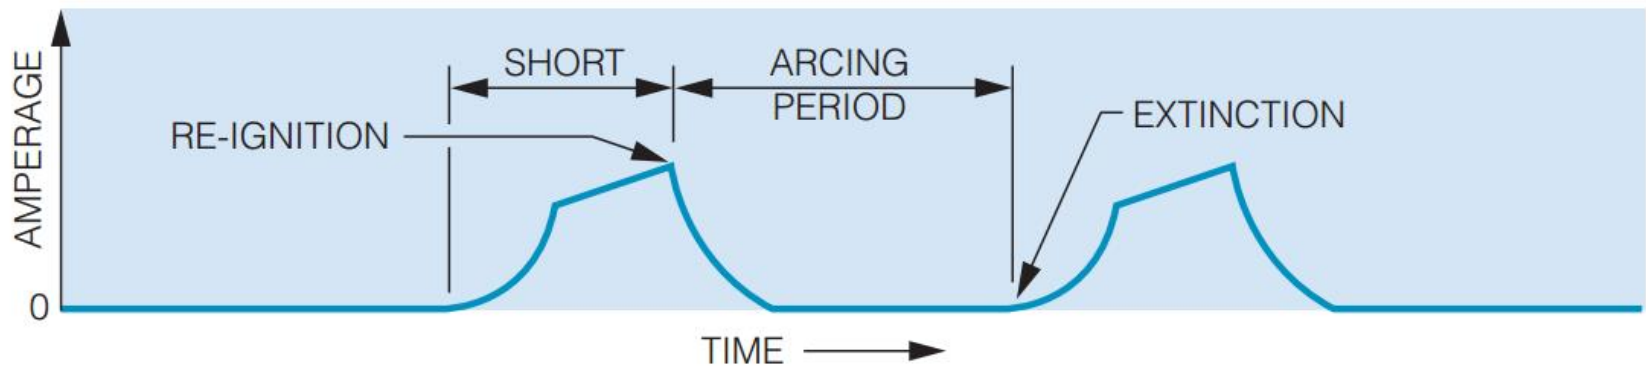 AMPERAGE
0
SHORT
ARCING
PERIOD
RE-IGNITION
EXTINCTION
TIME